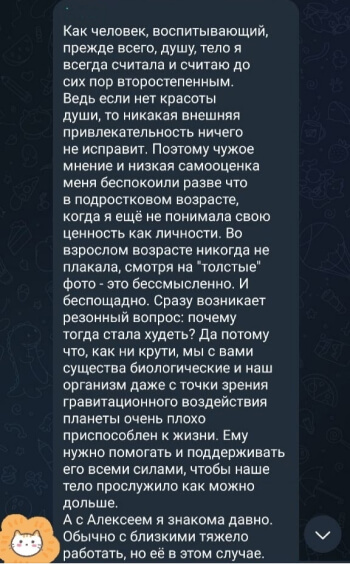 Как человек, воспитывающий,
прежде всего, душу, тело я
всегда считала и считаю до
сих пор второстепенным.
Ведь если нет красоты
души, то никакая внешняя
привлекательность ничего
не исправит. Поэтому чужое
мнение и низкая самооценка
меня беспокоили разве что
в подростковом возрасте,
когда я ещё не понимала свою
ценность как личности. Во
взрослом возрасте никогда не
плакала, смотря на "толстые"
фото - это бессмысленно. И
беспощадно. Сразу возникает
резонный вопрос: почему
тогда стала худеть? Да потому
что, как ни крути, мы с вами
существа биологические и наш
организм даже с точки зрения
гравитационного воздействия
планеты очень плохо
приспособлен к жизни. Ему
нужно помогать и поддерживать
его всеми силами, чтобы наше
тело прослужило как можно
дольше.
А с Алексеем я знакома давно.
Обычно с близкими тяжело
работать, но её в этом случае.